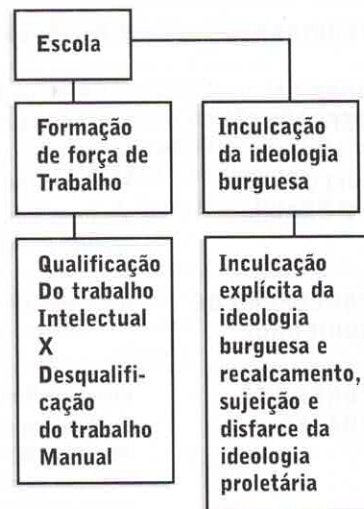 Escola
Formação
de força de
Trabalho
Inculcação
da ideologia
burguesa
Qualificação
Do trabalho
Intelectual
X
Desqualifi-
cação
do trabalho
Manual
Inculcação
explícita da
ideologia
burguesa e
recalcamento,
sujeição e
disfarce da
ideologia
proletária